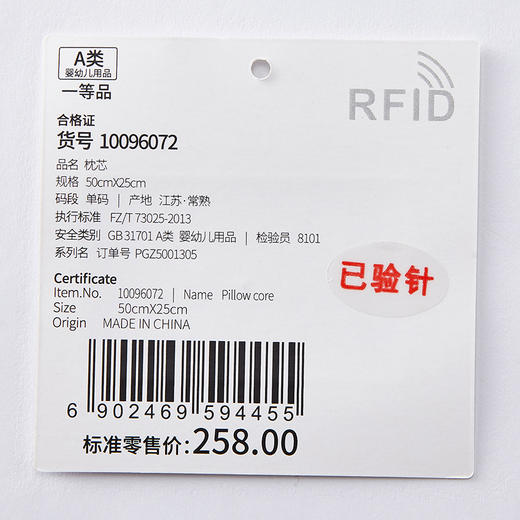 A类
婴幼儿用品
一等品
RFID
合格证
货号 10096072
品名 枕芯
规格 50cmX25cm
码段 单码 | 产地 江苏·常熟
执行标准 FZ/T 73025-2013
安全类别 GB 31701 A类 婴幼儿用品 | 检验员 8101
系列名 订单号 PGZ5001305
已验针
Certificate
Item.No. 10096072 | Name Pillow core
Size 50cmX25cm
Origin MADE IN CHINA
6 902469 594455
标准零售价: 258.00